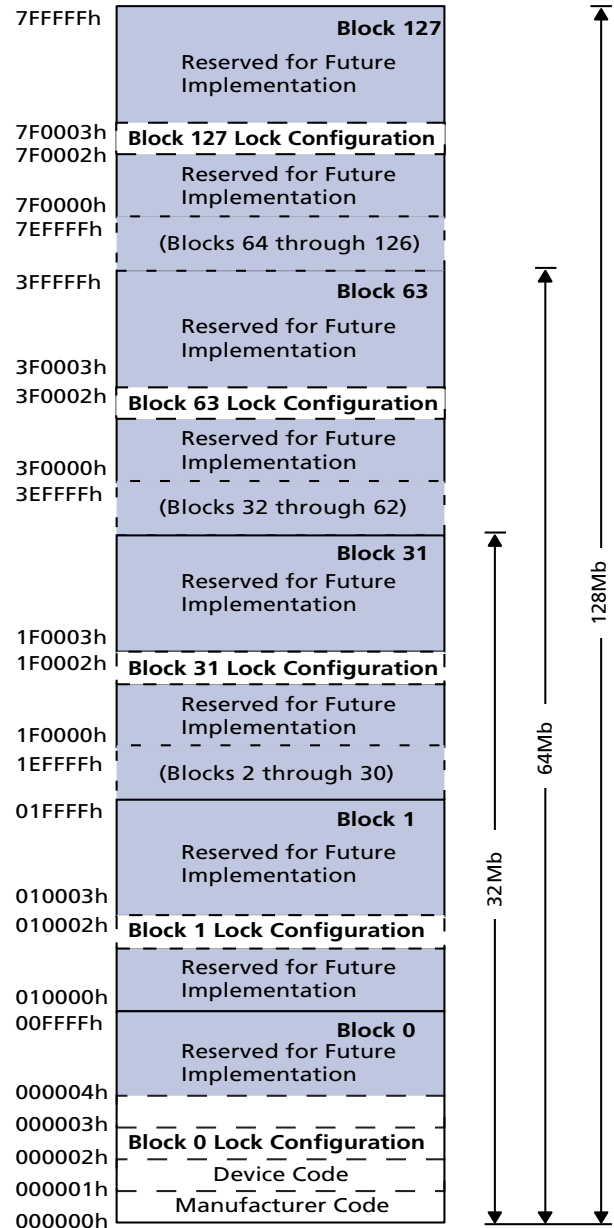 7FFFFFh
Block 127
Reserved for Future
Implementation
7F0003h
Block 127 Lock Configuration
7F0002h
Reserved for Future
Implementation
7F0000h
7EFFFFh
(Blocks 64 through 126)
3FFFFFh
Block 63
Reserved for Future
Implementation
3F0003h
3F0002h
Block 63 Lock Configuration
Reserved for Future
Implementation
3F0000h
3EFFFFh
(Blocks 32 through 62)
Block 31
Reserved for Future
Implementation
1F0003h
1F0002h
Block 31 Lock Configuration
Reserved for Future
Implementation
1F0000h
1EFFFFh
(Blocks 2 through 30)
01FFFFh
Block 1
Reserved for Future
Implementation
010003h
010002h
Block 1 Lock Configuration
Reserved for Future
Implementation
010000h
00FFFFh
Block 0
Reserved for Future
Implementation
000004h
000003h
Block 0 Lock Configuration
000002h
Device Code
000001h
Manufacturer Code
000000h
32Mb
64Mb
128Mb